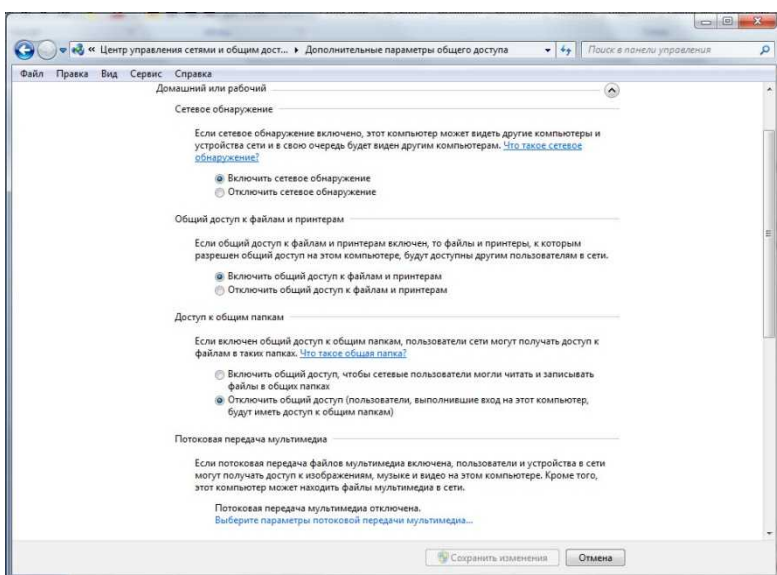 « Центр управления сетями и общим дост... ▸ Дополнительные параметры общего доступа
Поиск в панели управления
Файл Правка Вид Сервис Справка
Домашний или рабочий
Сетевое обнаружение
Если сетевое обнаружение включено, этот компьютер может видеть другие компьютеры и
устройства сети и в свою очередь будет виден другим компьютерам. Что такое сетевое
обнаружение?
Включить сетевое обнаружение
Отключить сетевое обнаружение
Общий доступ к файлам и принтерам
Если общий доступ к файлам и принтерам включен, то файлы и принтеры, к которым
разрешен общий доступ на этом компьютере, будут доступны другим пользователям в сети.
Включить общий доступ к файлам и принтерам
Отключить общий доступ к файлам и принтерам
Доступ к общим папкам
Если включен общий доступ к общим папкам, пользователи сети могут получать доступ к
файлам в таких папках. Что такое общая папка?
Включить общий доступ, чтобы сетевые пользователи могли читать и записывать
файлы в общих папках
Отключить общий доступ (пользователи, выполнившие вход на этот компьютер,
будут иметь доступ к общим папкам)
Потоковая передача мультимедиа
Если потоковая передача файлов мультимедиа включена, пользователи и устройства в сети
могут получать доступ к изображениям, музыке и видео на этом компьютере. Кроме того,
этот компьютер может находить файлы мультимедиа в сети.
Потоковая передача мультимедиа отключена.
Выберите параметры потоковой передачи мультимедиа...
Сохранить изменения Отмена